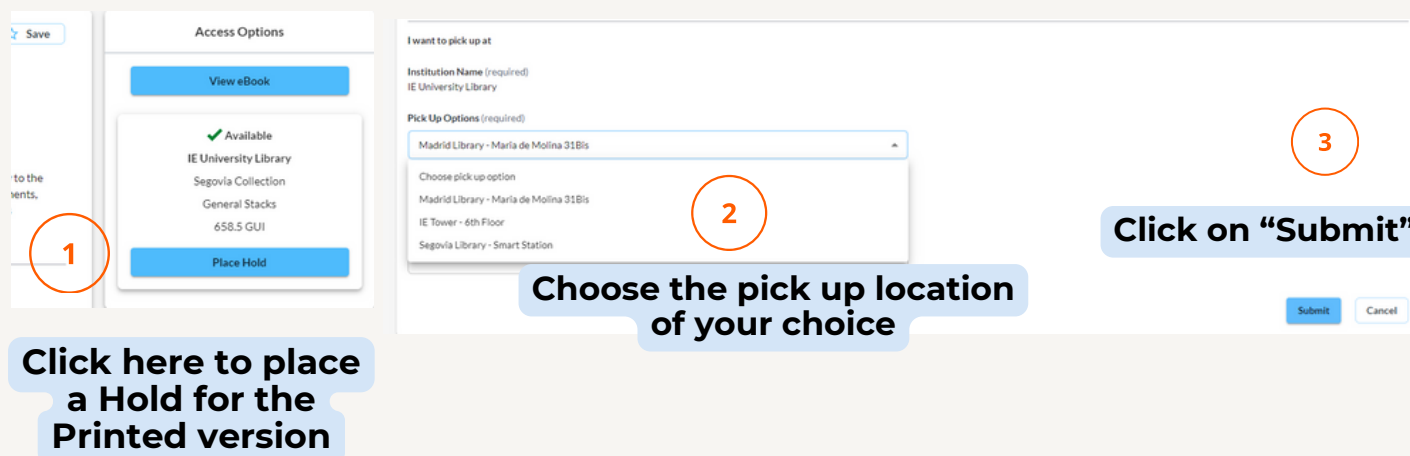 Save
to the
ments,
1
Access Options
View eBook
Available
IE University Library
Segovia Collection
General Stacks
658.5 GUI
Place Hold
Click here to place
a Hold for the
Printed version
I want to pick up at
Institution Name (required)
IE University Library
Pick Up Options (required)
Madrid Library - Maria de Molina 31Bis
Choose pick up option
Madrid Library - Maria de Molina 31Bis
IE Tower - 6th Floor
Segovia Library - Smart Station
2
Choose the pick up location
of your choice
3
Click on “Submit”
Submit
Cancel